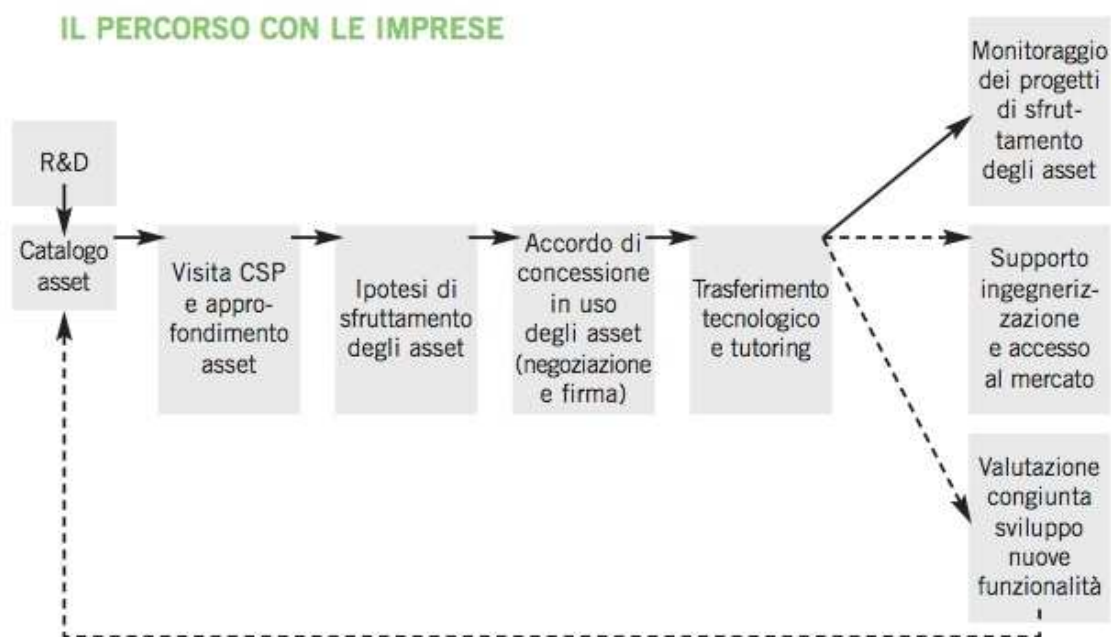 IL PERCORSO CON LE IMPRESE
R&D
Catalogo
asset
Visita CSP
e appro-
fondimento
asset
Ipotesi di
sfruttamento
degli asset
Accordo di
concessione
in uso
degli asset
(negoziazione
e firma)
Trasferimento
tecnologico
e tutoring
Monitoraggio
dei progetti
di sfrut-
tamento
degli asset
Supporto
ingegneriz-
zazione
e accesso
al mercato
Valutazione
congiunta
sviluppo
nuove
funzionalità